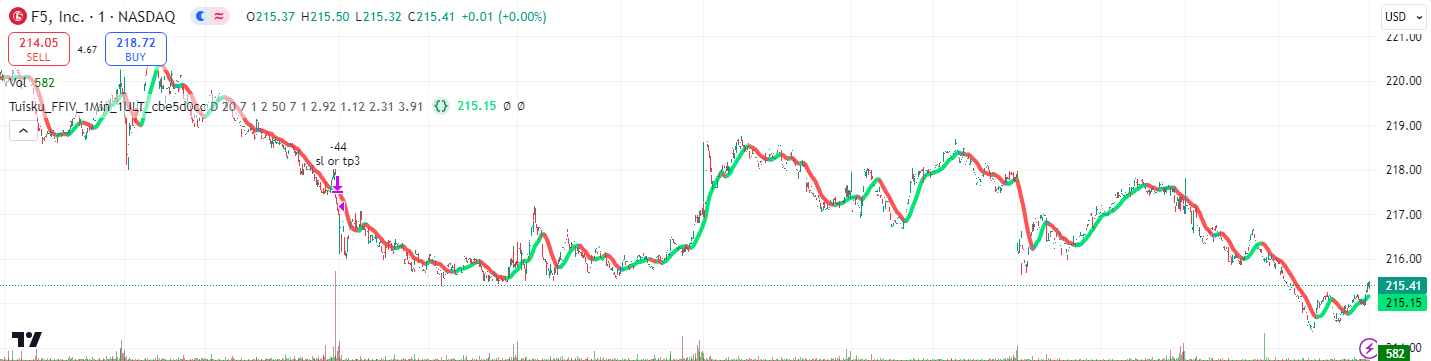 F5, Inc. · 1 · NASDAQ O215.37 H215.50 L215.32 C215.41 +0.01 (+0.00%)
USD
214.05 SELL 4.67 218.72 BUY
Vol 582
Tuisku_FFIV_1Min_1ULT_cbe5d0cc D 20 7 1 2 50 7 1 2.92 1.12 2.31 3.91 {} 215.15 Ø Ø
-44
sl or tp3
221.00
220.00
219.00
218.00
217.00
216.00
215.41
215.15
214.00
582